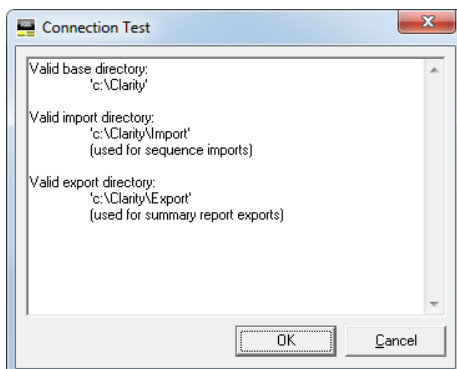 Connection Test
Valid base directory:
'c:\Clarity'
Valid import directory:
'c:\Clarity\Import'
(used for sequence imports)
Valid export directory:
'c:\Clarity\Export'
(used for summary report exports)
OK
Cancel